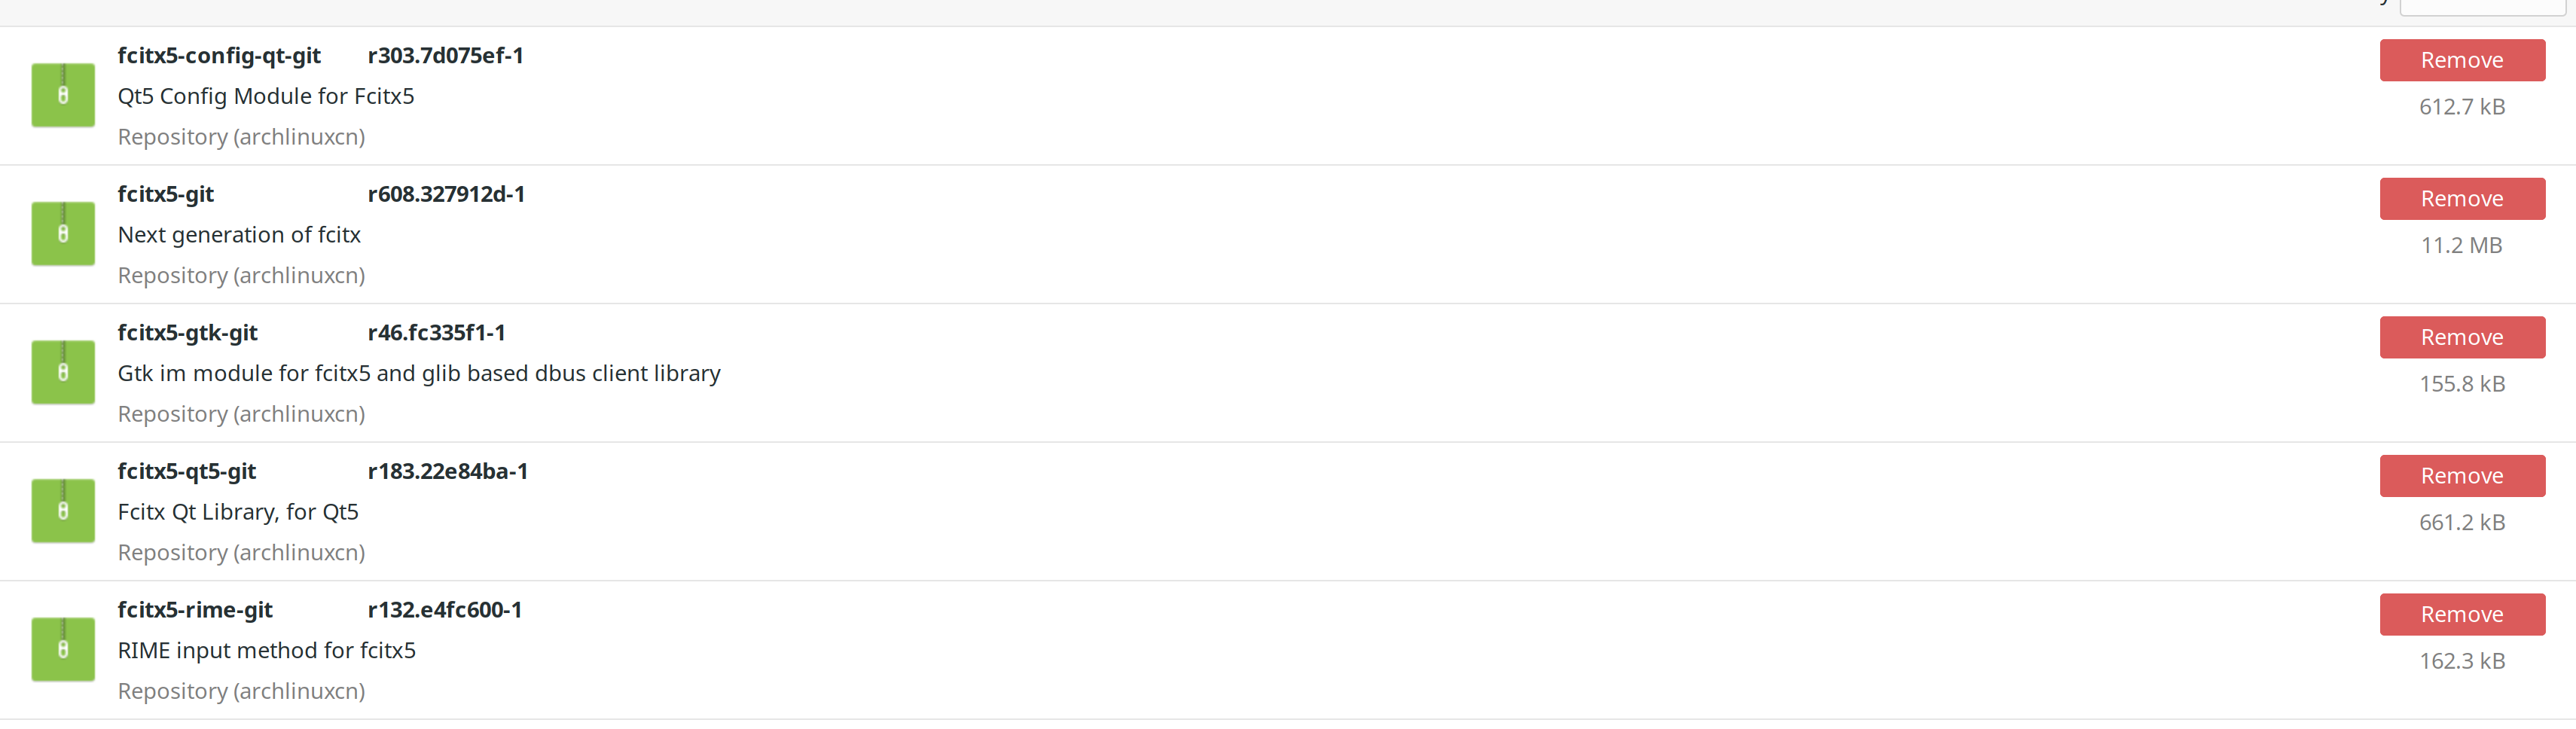 fcitx5-config-qt-git r303.7d075ef-1 Remove
Qt5 Config Module for Fcitx5 612.7 kB
Repository (archlinuxcn)
fcitx5-git r608.327912d-1 Remove
Next generation of fcitx 11.2 MB
Repository (archlinuxcn)
fcitx5-gtk-git r46.fc335f1-1 Remove
Gtk im module for fcitx5 and glib based dbus client library 155.8 kB
Repository (archlinuxcn)
fcitx5-qt5-git r183.22e84ba-1 Remove
Fcitx Qt Library, for Qt5 661.2 kB
Repository (archlinuxcn)
fcitx5-rime-git r132.e4fc600-1 Remove
RIME input method for fcitx5 162.3 kB
Repository (archlinuxcn)